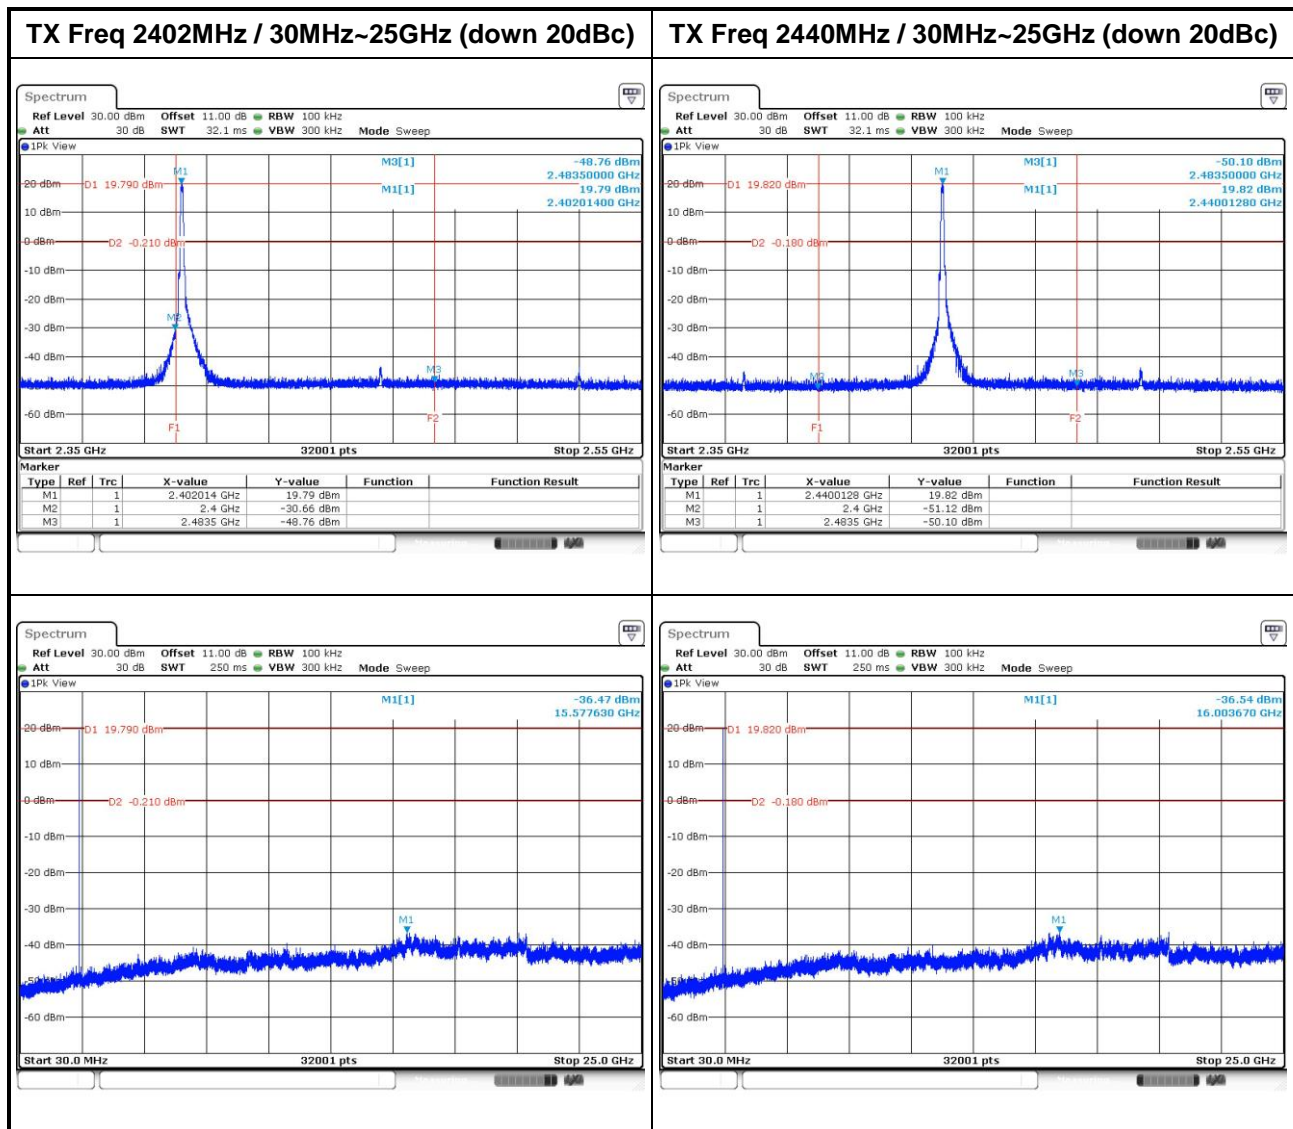 TX Freq 2402MHz / 30MHz~25GHz (down 20dBc)
TX Freq 2440MHz / 30MHz~25GHz (down 20dBc)
Spectrum
Ref Level 30.00 dBm Offset 11.00 dB RBW 100 kHz
Att 30 dB SWT 32.1 ms VBW 300 kHz Mode Sweep
1Pk View
M3[1] -48.76 dBm
2.48350000 GHz
M1[1] 19.79 dBm
2.40201400 GHz
M1
20 dBm
D1 19.790 dBm
10 dBm
0 dBm
D2 -0.210 dBm
-10 dBm
-20 dBm
-30 dBm
M2
-40 dBm
M3
-60 dBm
F1
F2
Start 2.35 GHz 32001 pts Stop 2.55 GHz
Marker
Type Ref Trc X-value Y-value Function Function Result
M1 1 2.402014 GHz 19.79 dBm
M2 1 2.4 GHz -30.66 dBm
M3 1 2.4835 GHz -48.76 dBm
Spectrum
Ref Level 30.00 dBm Offset 11.00 dB RBW 100 kHz
Att 30 dB SWT 32.1 ms VBW 300 kHz Mode Sweep
1Pk View
M3[1] -50.10 dBm
2.48350000 GHz
M1[1] 19.82 dBm
2.44001280 GHz
M1
20 dBm
D1 19.820 dBm
10 dBm
0 dBm
D2 -0.180 dBm
-10 dBm
-20 dBm
-30 dBm
-40 dBm
M3
-60 dBm
F1
F2
Start 2.35 GHz 32001 pts Stop 2.55 GHz
Marker
Type Ref Trc X-value Y-value Function Function Result
M1 1 2.4400128 GHz 19.82 dBm
M2 1 2.4 GHz -51.12 dBm
M3 1 2.4835 GHz -50.10 dBm
Spectrum
Ref Level 30.00 dBm Offset 11.00 dB RBW 100 kHz
Att 30 dB SWT 250 ms VBW 300 kHz Mode Sweep
1Pk View
M1[1] -36.47 dBm
15.577630 GHz
20 dBm
D1 19.790 dBm
10 dBm
0 dBm
D2 -0.210 dBm
-10 dBm
-20 dBm
-30 dBm
M1
-40 dBm
-60 dBm
Start 30.0 MHz 32001 pts Stop 25.0 GHz
Spectrum
Ref Level 30.00 dBm Offset 11.00 dB RBW 100 kHz
Att 30 dB SWT 250 ms VBW 300 kHz Mode Sweep
1Pk View
M1[1] -36.54 dBm
16.003670 GHz
20 dBm
D1 19.820 dBm
10 dBm
0 dBm
D2 -0.180 dBm
-10 dBm
-20 dBm
-30 dBm
M1
-40 dBm
-60 dBm
Start 30.0 MHz 32001 pts Stop 25.0 GHz